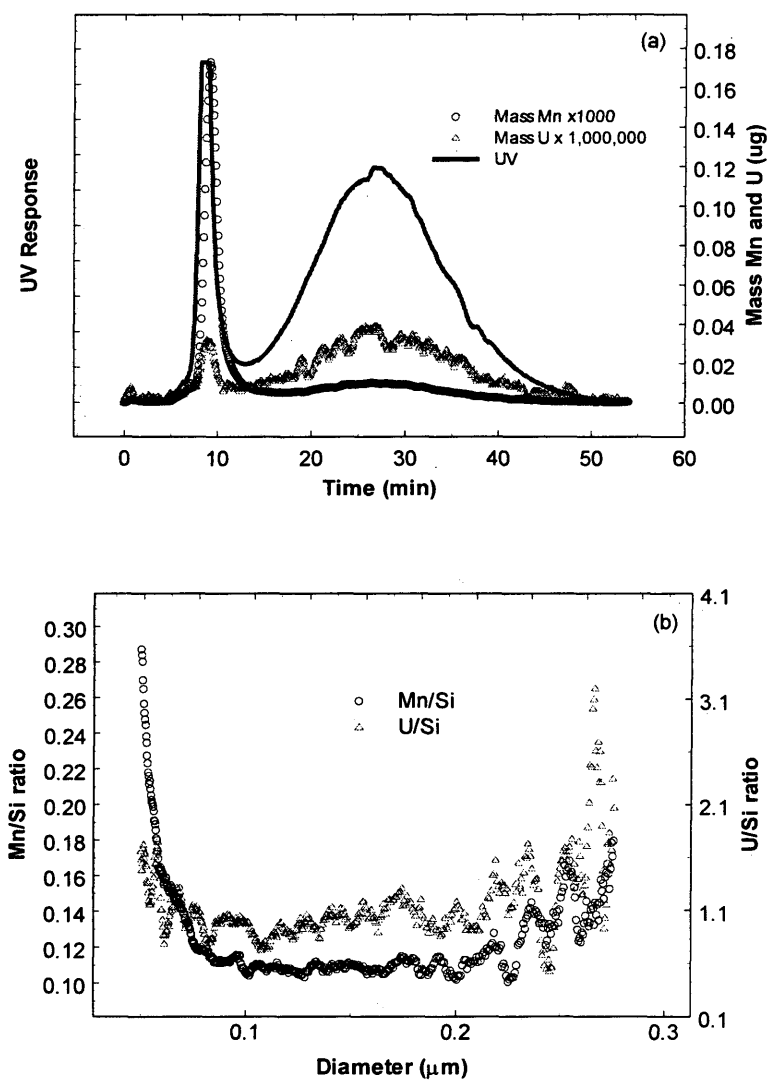 (a)
0.18
0.16
0.14
0.12
0.10
0.08
0.06
0.04
0.02
0.00
Mass Mn x1000
Mass U x 1,000,000
UV
UV Response
Mass Mn and U (ug)
0 10 20 30 40 50 60
Time (min)
(b)
0.30
0.28
0.26
0.24
0.22
0.20
0.18
0.16
0.14
0.12
0.10
4.1
3.1
2.1
1.1
0.1
Mn/Si
U/Si
Mn/Si ratio
U/Si ratio
0.1 0.2 0.3
Diameter (μm)